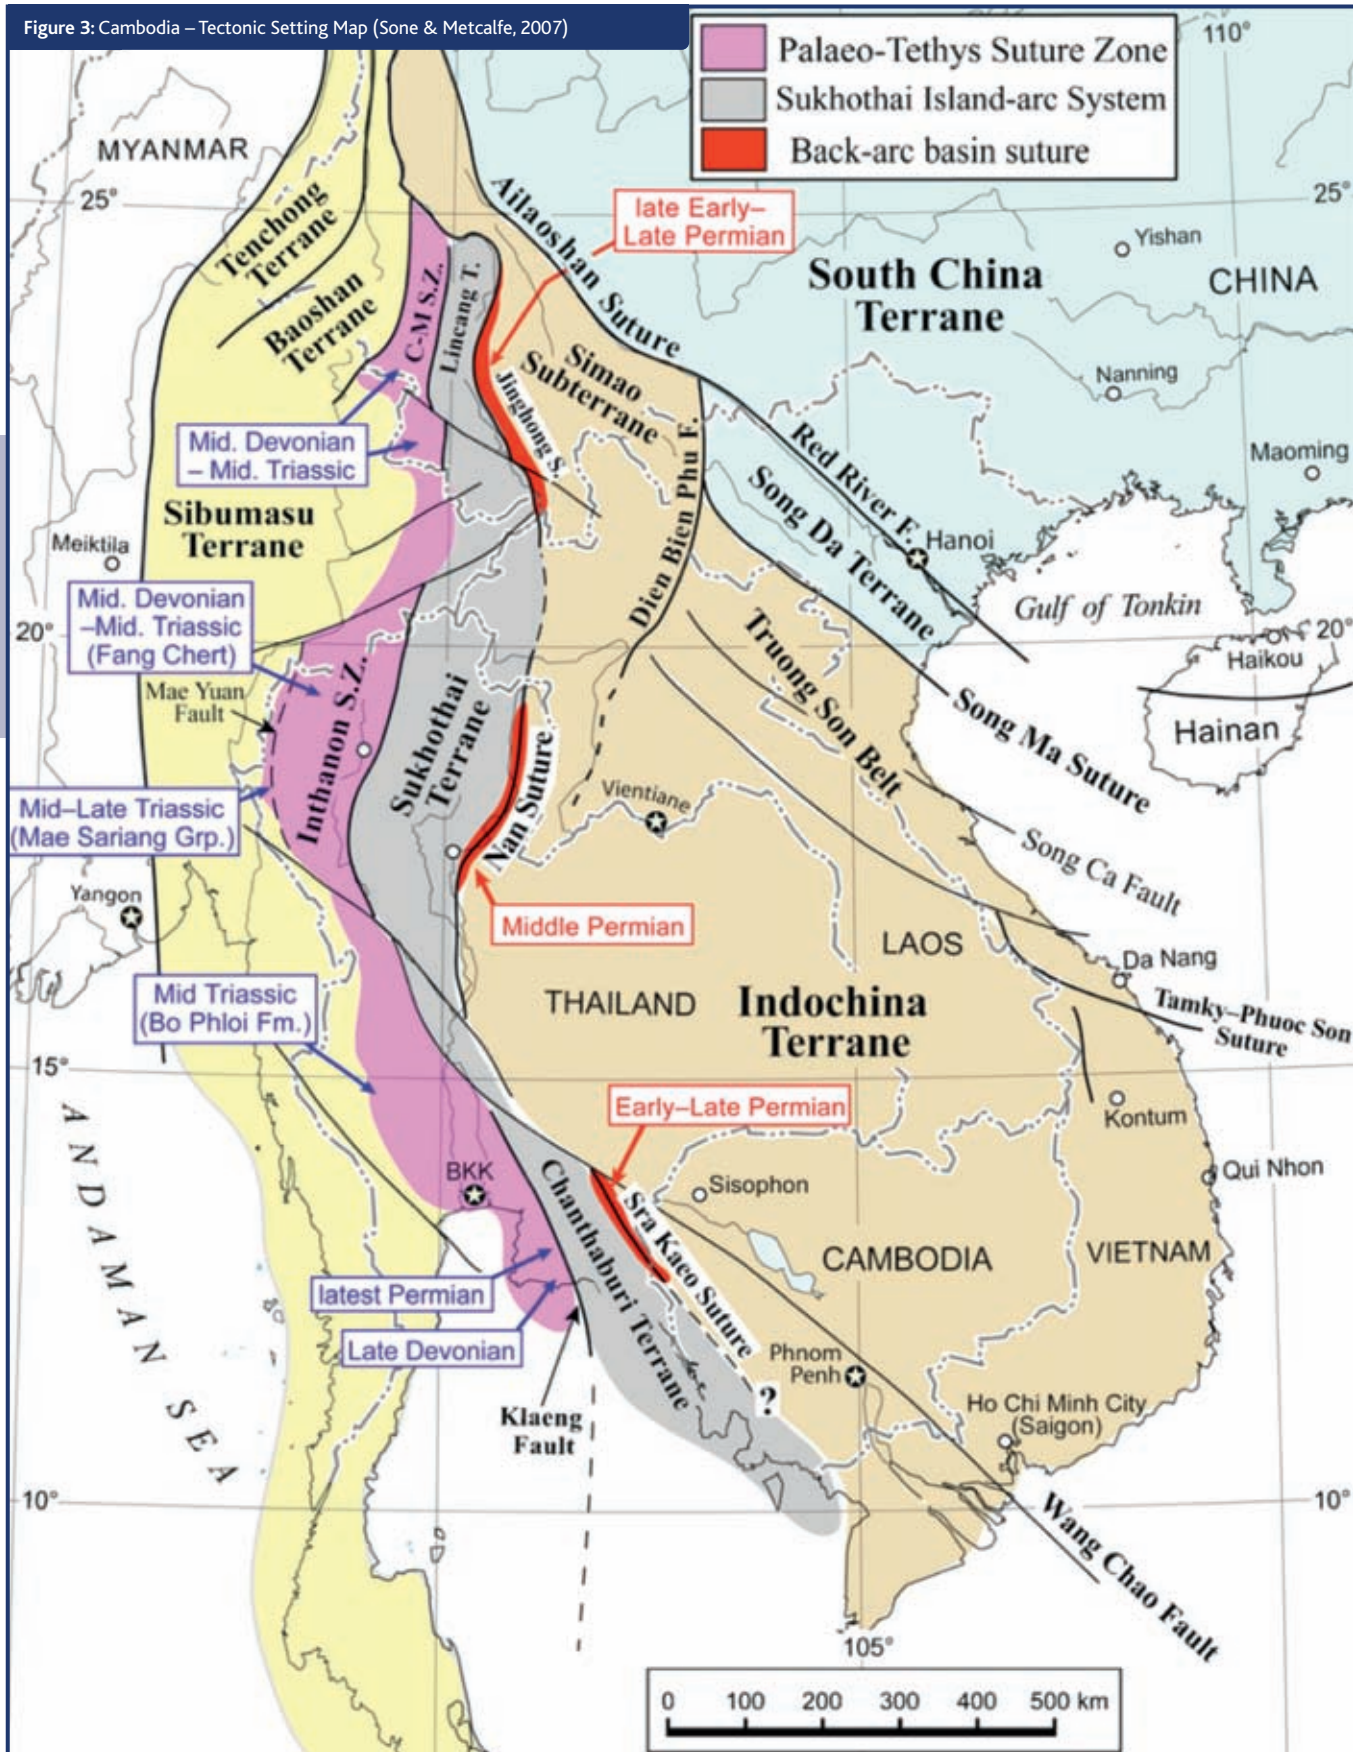 Figure 3: Cambodia – Tectonic Setting Map (Sone & Metcalfe, 2007)
Palaeo-Tethys Suture Zone
Sukhothai Island-arc System
Back-arc basin suture
110°
MYANMAR
25°
25°
Tenchong
Terrane
Baoshan
Terrane
C-M S.Z.
Lincang T.
Ailaoshan Suture
late Early–
Late Permian
South China
Terrane
Yishan
CHINA
Jinghong S.
Simao
Subterrane
Nanning
Maoming
Mid. Devonian
– Mid. Triassic
Sibumasu
Terrane
Meiktila
Dien Bien Phu F.
Red River F.
Song Da Terrane
Hanoi
Gulf of Tonkin
Mid. Devonian
–Mid. Triassic
(Fang Chert)
20°
20°
Haikou
Hainan
Mae Yuan
Fault
Inthanon S.Z.
Sukhothai
Terrane
Nan Suture
Truong Son Belt
Song Ma Suture
Vientiane
Mid–Late Triassic
(Mae Sariang Grp.)
Song Ca Fault
Yangon
Middle Permian
LAOS
Da Nang
Mid Triassic
(Bo Phloi Fm.)
THAILAND
Indochina
Terrane
Tamky–Phuoc Son
Suture
15°
Early–Late Permian
Kontum
BKK
Sisophon
Qui Nhon
ANDAMAN SEA
Chanthaburi Terrane
Sra Kaeo Suture
CAMBODIA
VIETNAM
latest Permian
Late Devonian
Phnom
Penh
?
Klaeng
Fault
Ho Chi Minh City
(Saigon)
10°
10°
Wang Chao Fault
105°
0 100 200 300 400 500 km